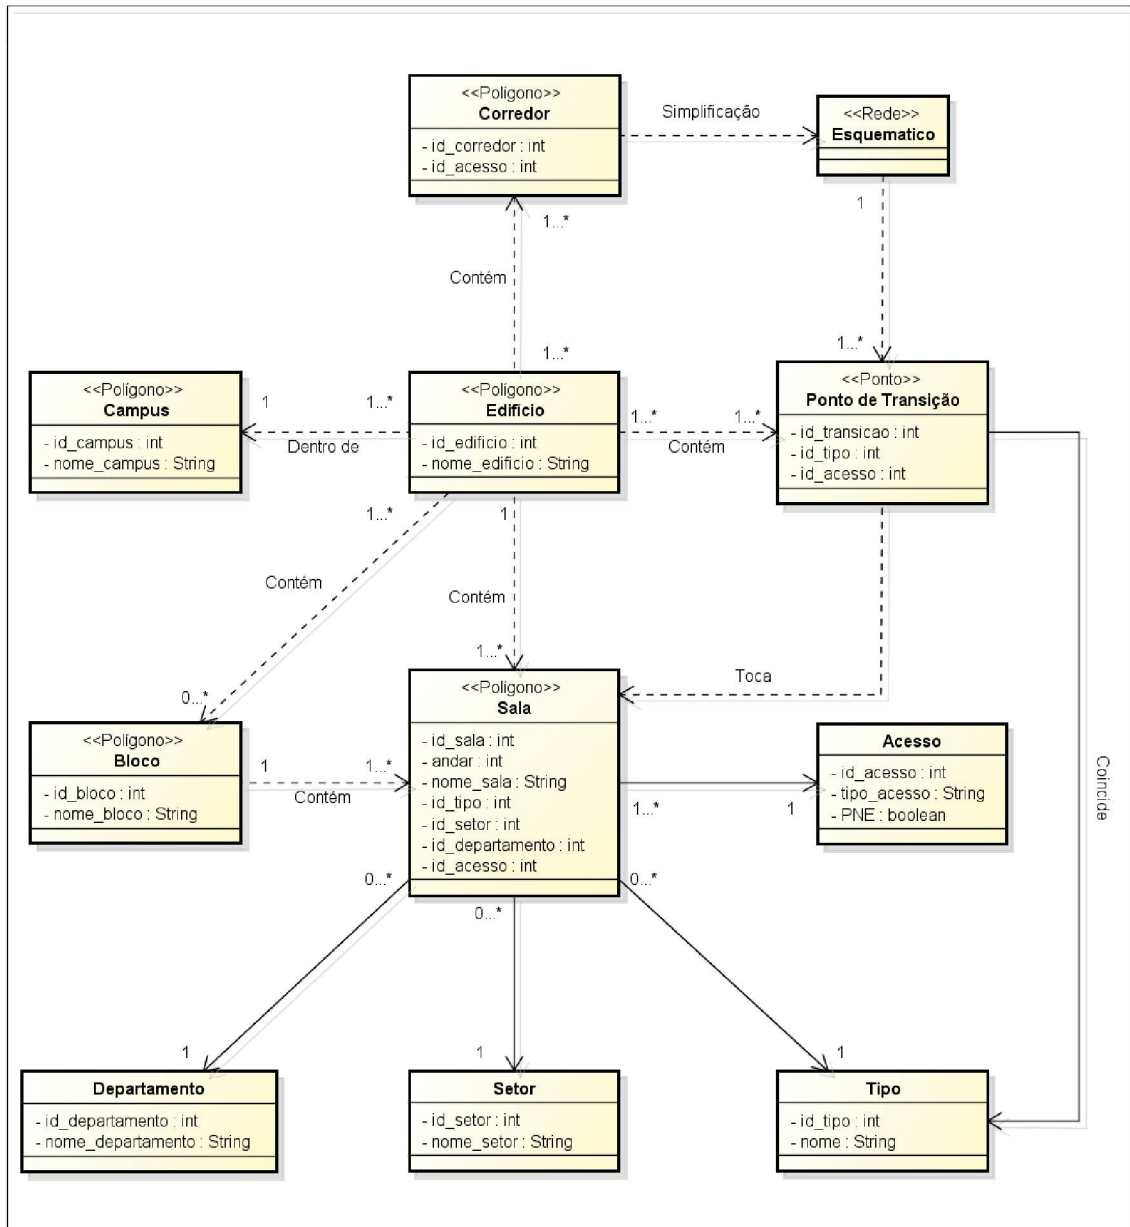 <<Polígono>>
Corredor
- id_corredor : int
- id_acesso : int
Simplificação
<<Rede>>
Esquematico
1
1...*
Contém
1...*
1...*
<<Polígono>>
Campus
- id_campus : int
- nome_campus : String
1
1...*
Dentro de
<<Polígono>>
Edifício
- id_edificio : int
- nome_edificio : String
1...*
1...*
Contém
<<Ponto>>
Ponto de Transição
- id_transicao : int
- id_tipo : int
- id_acesso : int
1...*
1
Contém
Contém
1...*
0...*
Toca
<<Polígono>>
Bloco
- id_bloco : int
- nome_bloco : String
1
1...*
Contém
<<Polígono>>
Sala
- id_sala : int
- andar : int
- nome_sala : String
- id_tipo : int
- id_setor : int
- id_departamento : int
- id_acesso : int
1...*
1
Acesso
- id_acesso : int
- tipo_acesso : String
- PNE : boolean
Coincide
0...*
0...*
0...*
1
1
1
Departamento
- id_departamento : int
- nome_departamento : String
Setor
- id_setor : int
- nome_setor : String
Tipo
- id_tipo : int
- nome : String